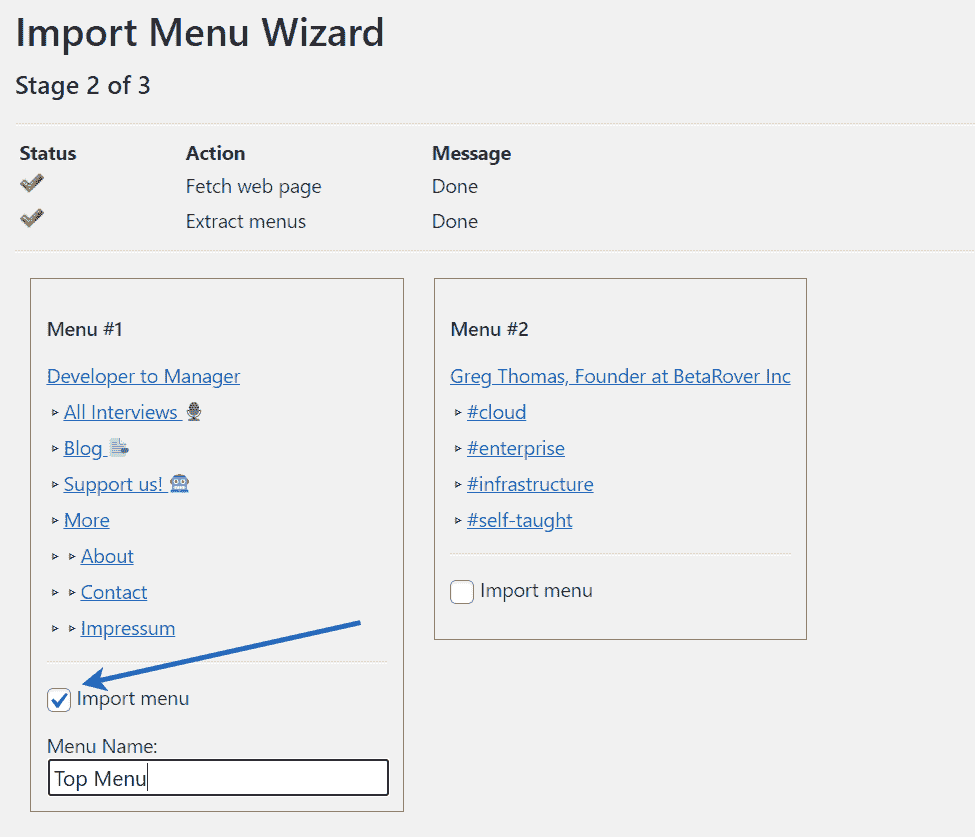 Import Menu Wizard
Stage 2 of 3
Status Action Message
Fetch web page Done
Extract menus Done
Menu #1
Developer to Manager
All Interviews
Blog
Support us!
More
About
Contact
Impressum
Import menu
Menu Name:
Top Menu
Menu #2
Greg Thomas, Founder at BetaRover Inc
#cloud
#enterprise
#infrastructure
#self-taught
Import menu